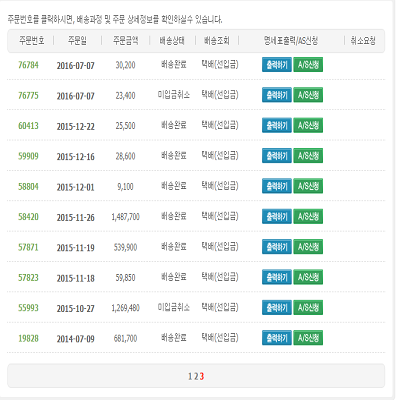 주문번호를 클릭하시면, 배송과정 및 주문 상세정보를 확인하실수 있습니다.
주문번호 주문일 주문금액 배송상태 배송조회 명세표출력/AS신청 취소요청
76784 2016-07-07 30,200 배송완료 택배(선입금) 출력하기 A/S신청
76775 2016-07-07 23,400 미입금취소 택배(선입금) 출력하기 A/S신청
60413 2015-12-22 25,500 배송완료 택배(선입금) 출력하기 A/S신청
59909 2015-12-16 28,600 배송완료 택배(선입금) 출력하기 A/S신청
58804 2015-12-01 9,100 배송완료 택배(선입금) 출력하기 A/S신청
58420 2015-11-26 1,487,700 배송완료 택배(선입금) 출력하기 A/S신청
57871 2015-11-19 539,900 배송완료 택배(선입금) 출력하기 A/S신청
57823 2015-11-18 59,850 배송완료 택배(선입금) 출력하기 A/S신청
55993 2015-10-27 1,269,480 미입금취소 택배(선입금) 출력하기 A/S신청
19828 2014-07-09 681,700 배송완료 택배(선입금) 출력하기 A/S신청
1 2 3